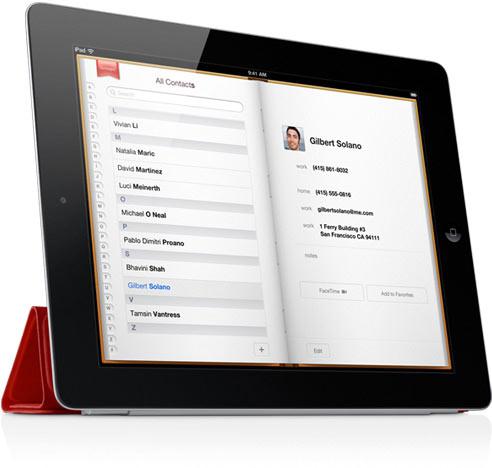 iPad
9:41 AM
All Contacts
Search
L
Vivian Li
M
Natalia Maric
David Martinez
Luci Meinerth
O
Michael O Neal
P
Pablo Dimitri Proano
S
Bhavini Shah
Gilbert Solano
V
Tamsin Vantress
Z
+
Gilbert Solano
work (415) 861-8032
home (415) 555-0816
work gilbertsolano@me.com
work 1 Ferry Building #3
San Francisco CA 94111
notes
FaceTime
Add to Favorites
Edit